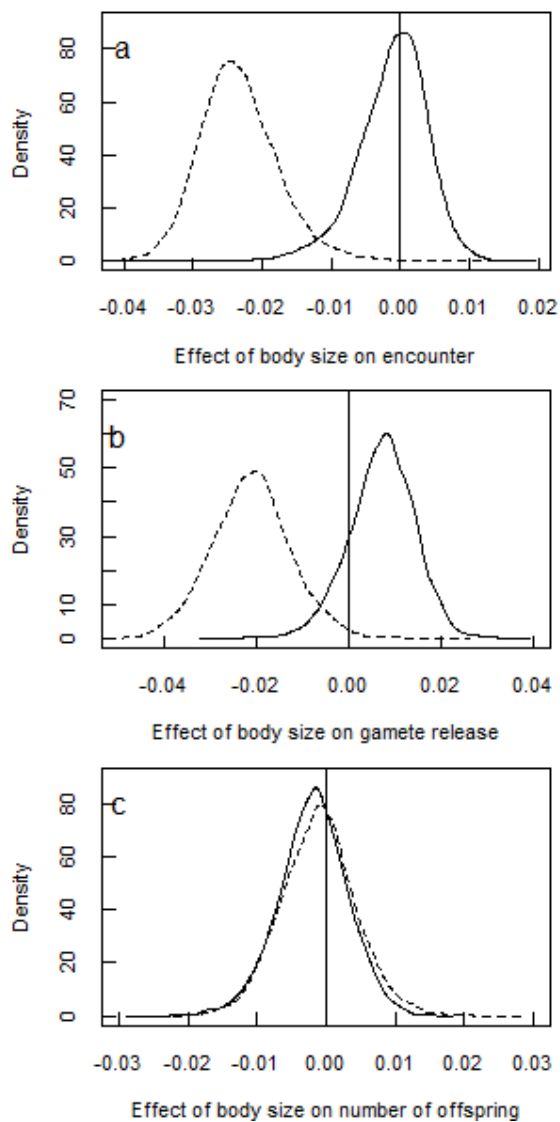 a
Density
0 20 40 60 80
-0.04 -0.03 -0.02 -0.01 0.00 0.01 0.02
Effect of body size on encounter
b
Density
0 10 30 50 70
-0.04 -0.02 0.00 0.02 0.04
Effect of body size on gamete release
c
Density
0 20 40 60 80
-0.03 -0.02 -0.01 0.00 0.01 0.02 0.03
Effect of body size on number of offspring